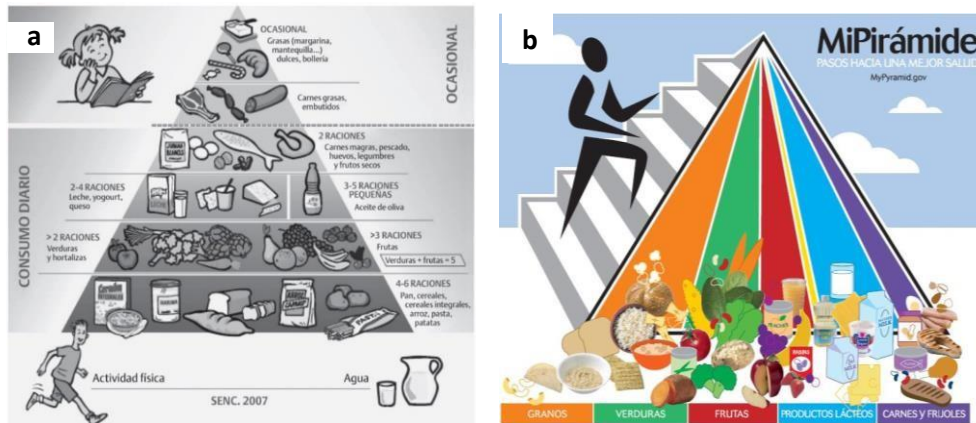 a
OCASIONAL
Grasas (margarina,
mantequilla...)
dulces, bollería
OCASIONAL
Carnes grasas,
embutidos
2 RACIONES
Carnes magras, pescado,
huevos, legumbres
y frutos secos
2-4 RACIONES
Leche, yogourt,
queso
3-5 RACIONES
PEQUEÑAS
Aceite de oliva
CONSUMO DIARIO
> 2 RACIONES
Verduras
y hortalizas
>3 RACIONES
Frutas
Verduras + frutas = 5
4-6 RACIONES
Pan, cereales,
cereales integrales,
arroz, pasta,
patatas
Actividad física
Agua
SENC. 2007
b
MiPirámide
PASOS HACIA UNA MEJOR SALUD
MyPyramid.gov
GRANOS
VERDURAS
FRUTAS
PRODUCTOS LÁCTEOS
CARNES y FRIJOLES